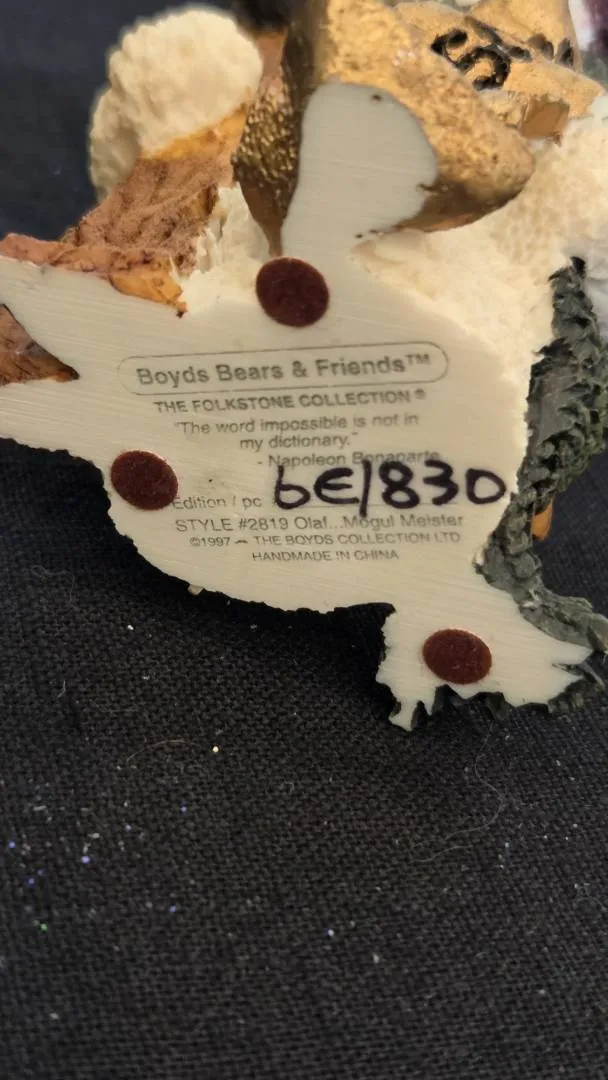 Boyds Bears & Friends™
THE FOLKSTONE COLLECTION®
"The word impossible is not in
my dictionary."
- Napoleon Bonaparte
Edition / pc 6E/830
STYLE #2819 Olaf...Mogul Meister
©1997 THE BOYDS COLLECTION LTD
HANDMADE IN CHINA